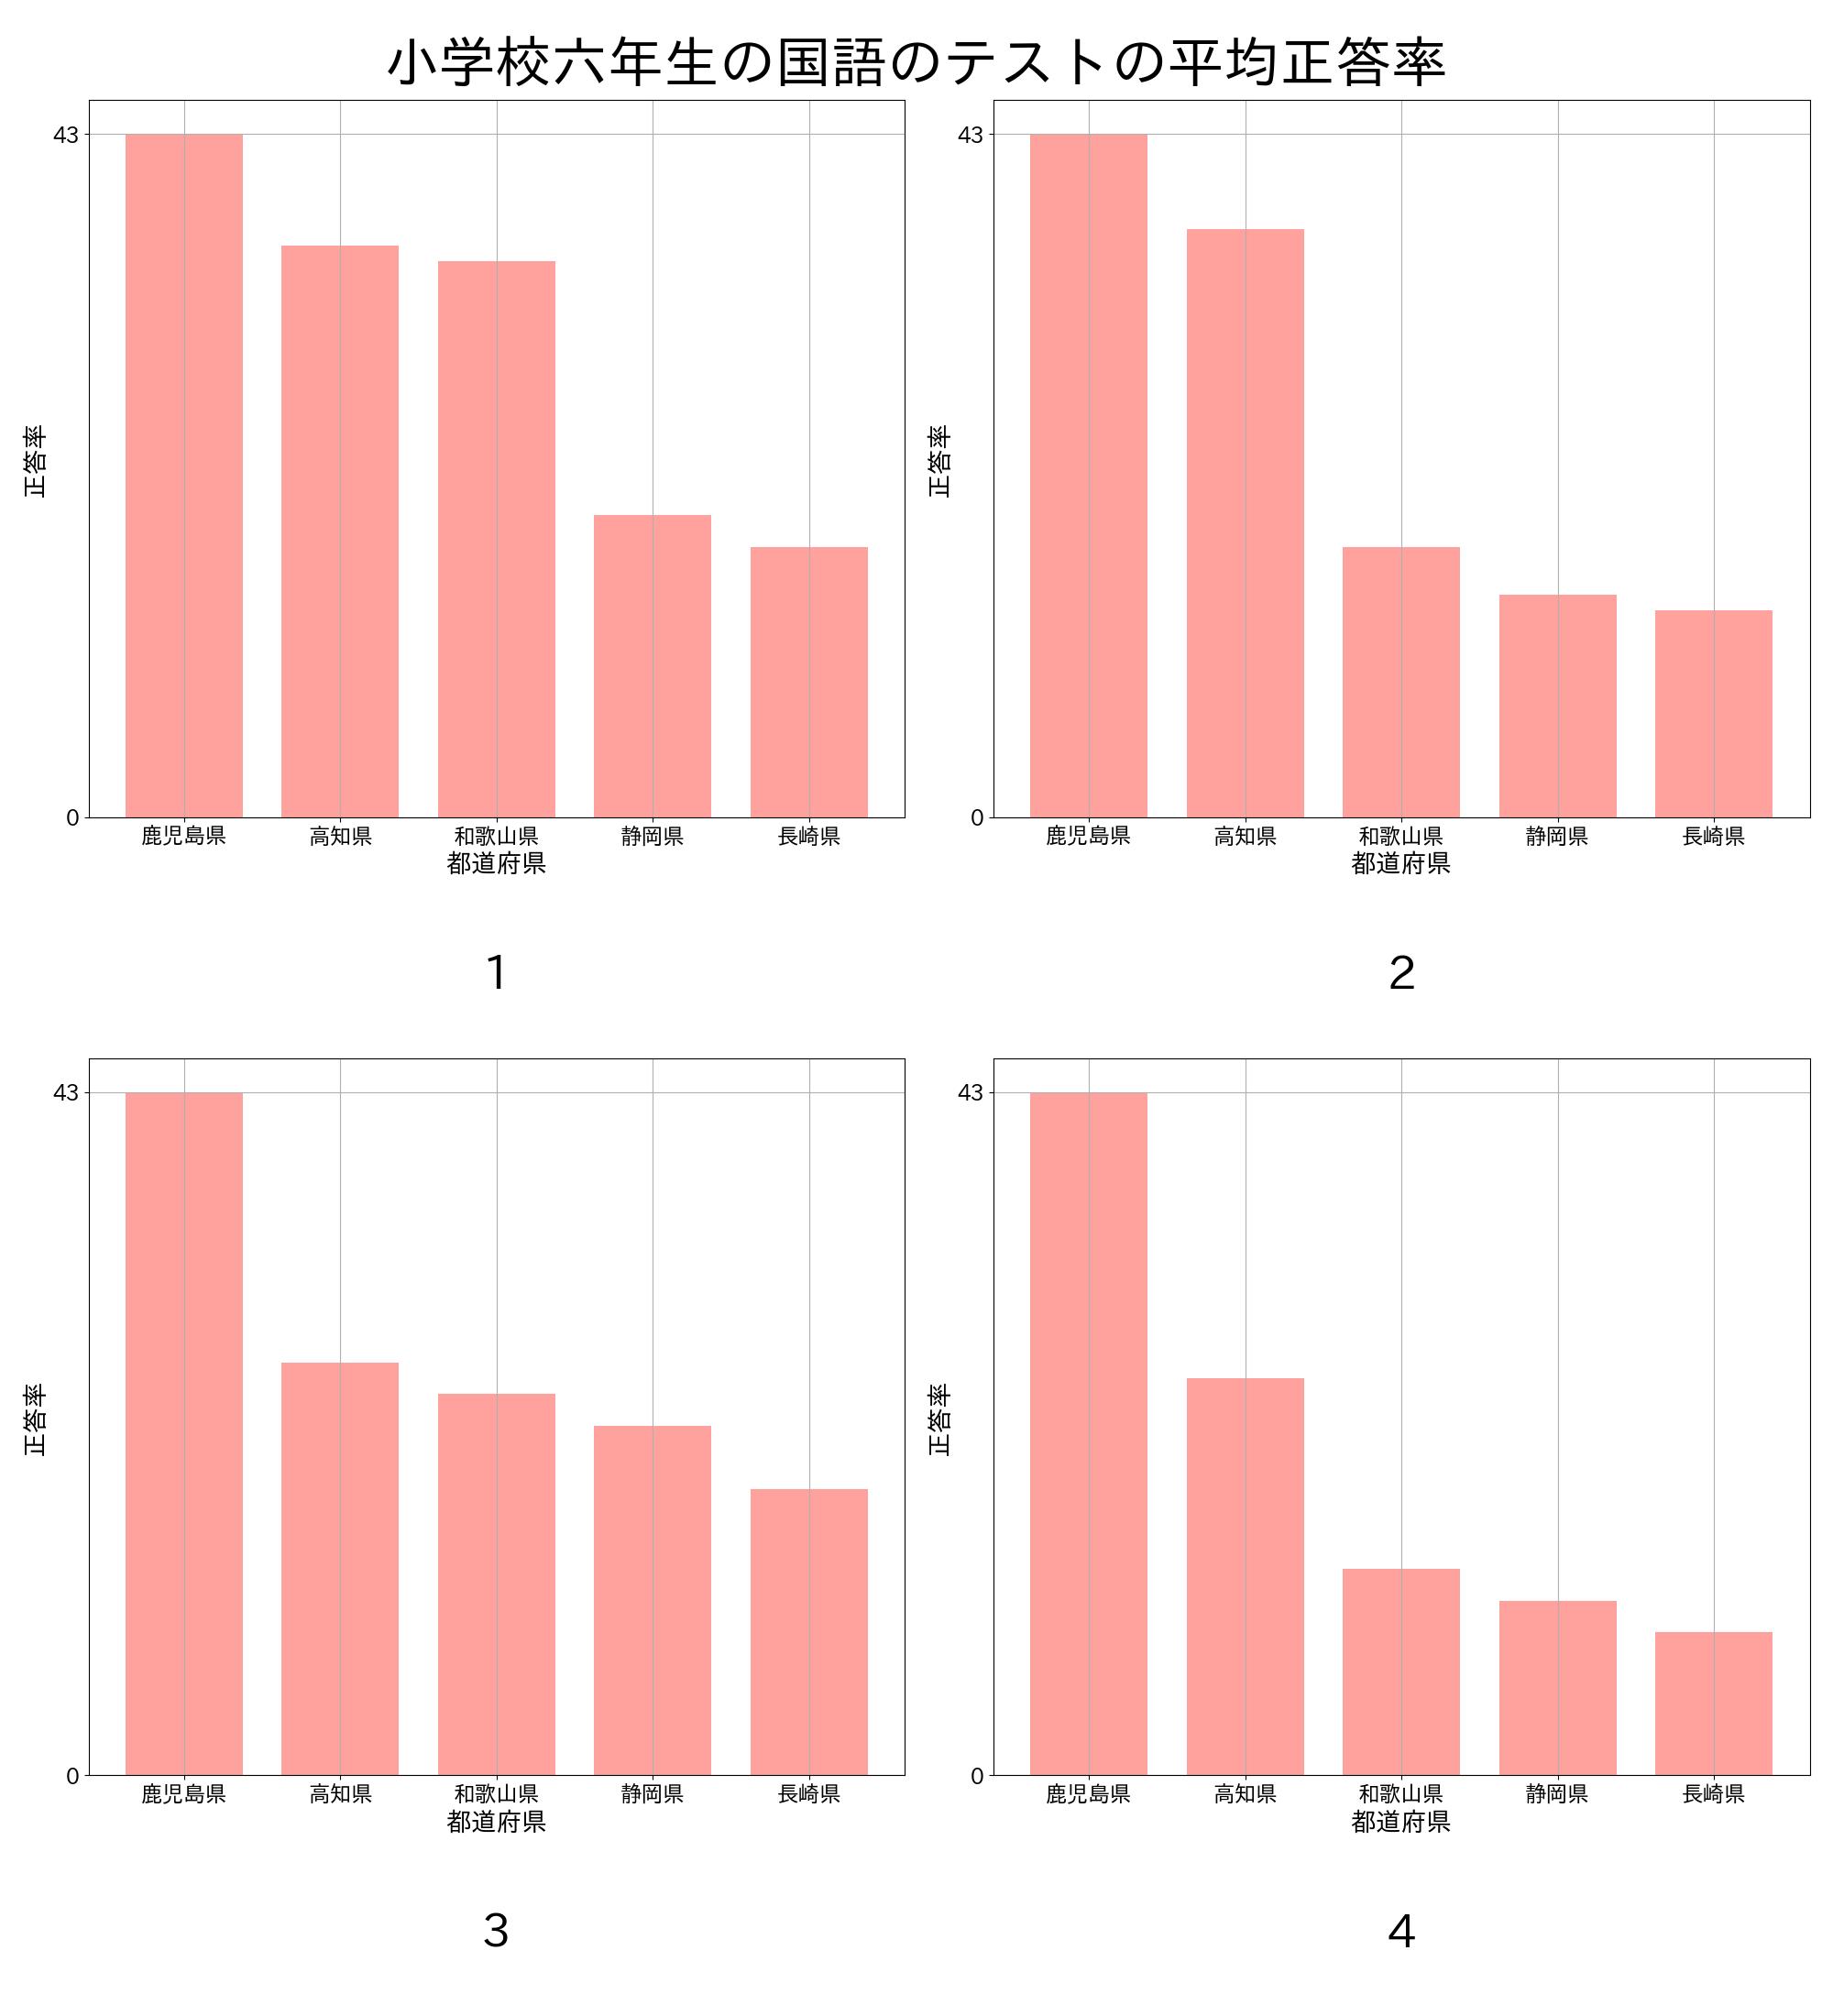 小学校六年生の国語のテストの平均正答率
43
正答率
0
鹿児島県 高知県 和歌山県 静岡県 長崎県
都道府県
1
43
正答率
0
鹿児島県 高知県 和歌山県 静岡県 長崎県
都道府県
2
43
正答率
0
鹿児島県 高知県 和歌山県 静岡県 長崎県
都道府県
3
43
正答率
0
鹿児島県 高知県 和歌山県 静岡県 長崎県
都道府県
4